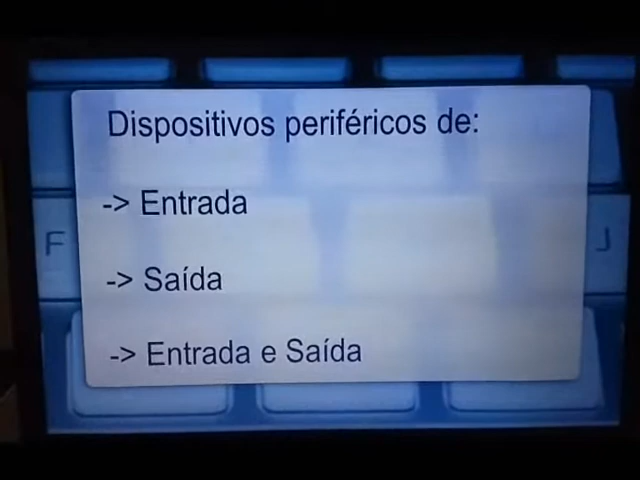 Dispositivos periféricos de:
-> Entrada
F
J
-> Saída
-> Entrada e Saída